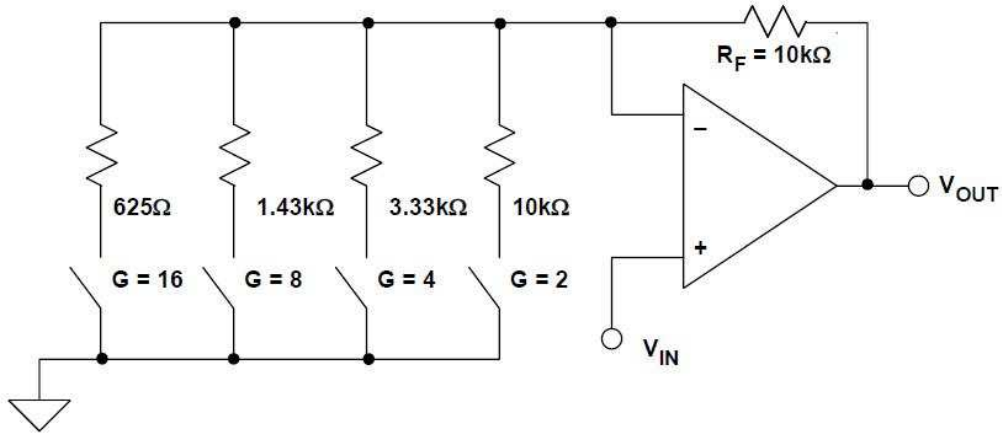 R_F = 10kΩ
625Ω 1.43kΩ 3.33kΩ 10kΩ
G = 16 G = 8 G = 4 G = 2
−
+
V_OUT
V_IN